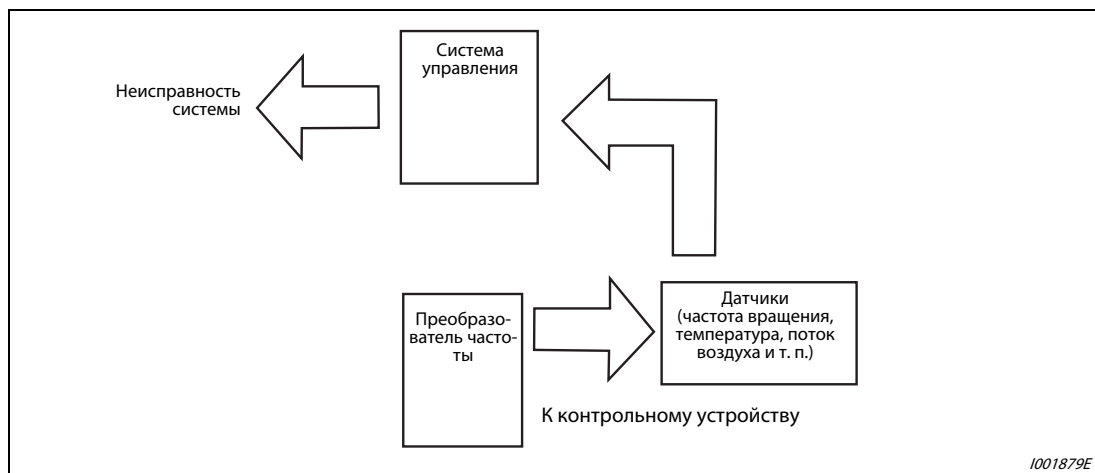 Система
управления
Неисправность
системы
Преобразо-
ватель часто-
ты
Датчики
(частота вращения,
температура, поток
воздуха и т. п.)
К контрольному устройству
I001879E